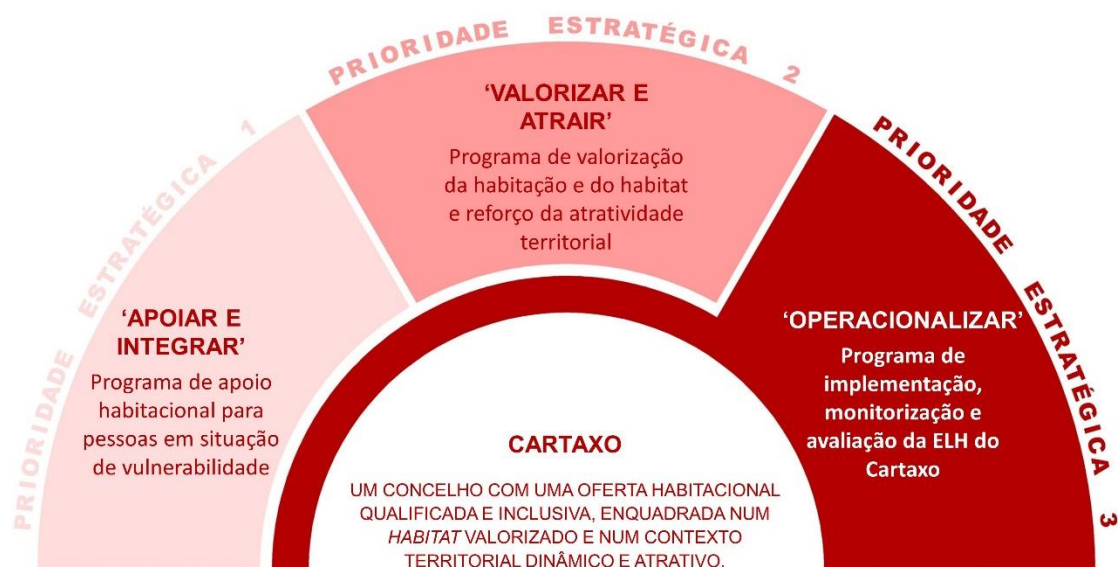 PRIORIDADE ESTRATÉGICA 1
‘APOIAR E
INTEGRAR’
Programa de apoio
habitacional para
pessoas em situação
de vulnerabilidade
PRIORIDADE ESTRATÉGICA 2
‘VALORIZAR E
ATRAIR’
Programa de valorização
da habitação e do habitat
e reforço da atratividade
territorial
PRIORIDADE ESTRATÉGICA 3
‘OPERACIONALIZAR’
Programa de
implementação,
monitorização e
avaliação da ELH do
Cartaxo
CARTAXO
UM CONCELHO COM UMA OFERTA HABITACIONAL
QUALIFICADA E INCLUSIVA, ENQUADRADA NUM
HABITAT VALORIZADO E NUM CONTEXTO
TERRITORIAL DINÂMICO E ATRATIVO.